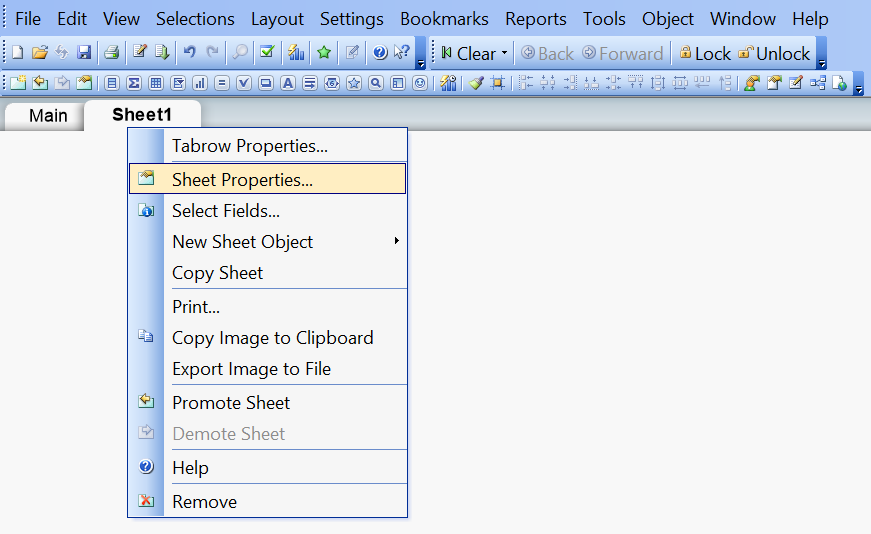 File Edit View Selections Layout Settings Bookmarks Reports Tools Object Window Help
Clear Back Forward Lock Unlock
Main Sheet1
Tabrow Properties...
Sheet Properties...
Select Fields...
New Sheet Object
Copy Sheet
Print...
Copy Image to Clipboard
Export Image to File
Promote Sheet
Demote Sheet
Help
Remove